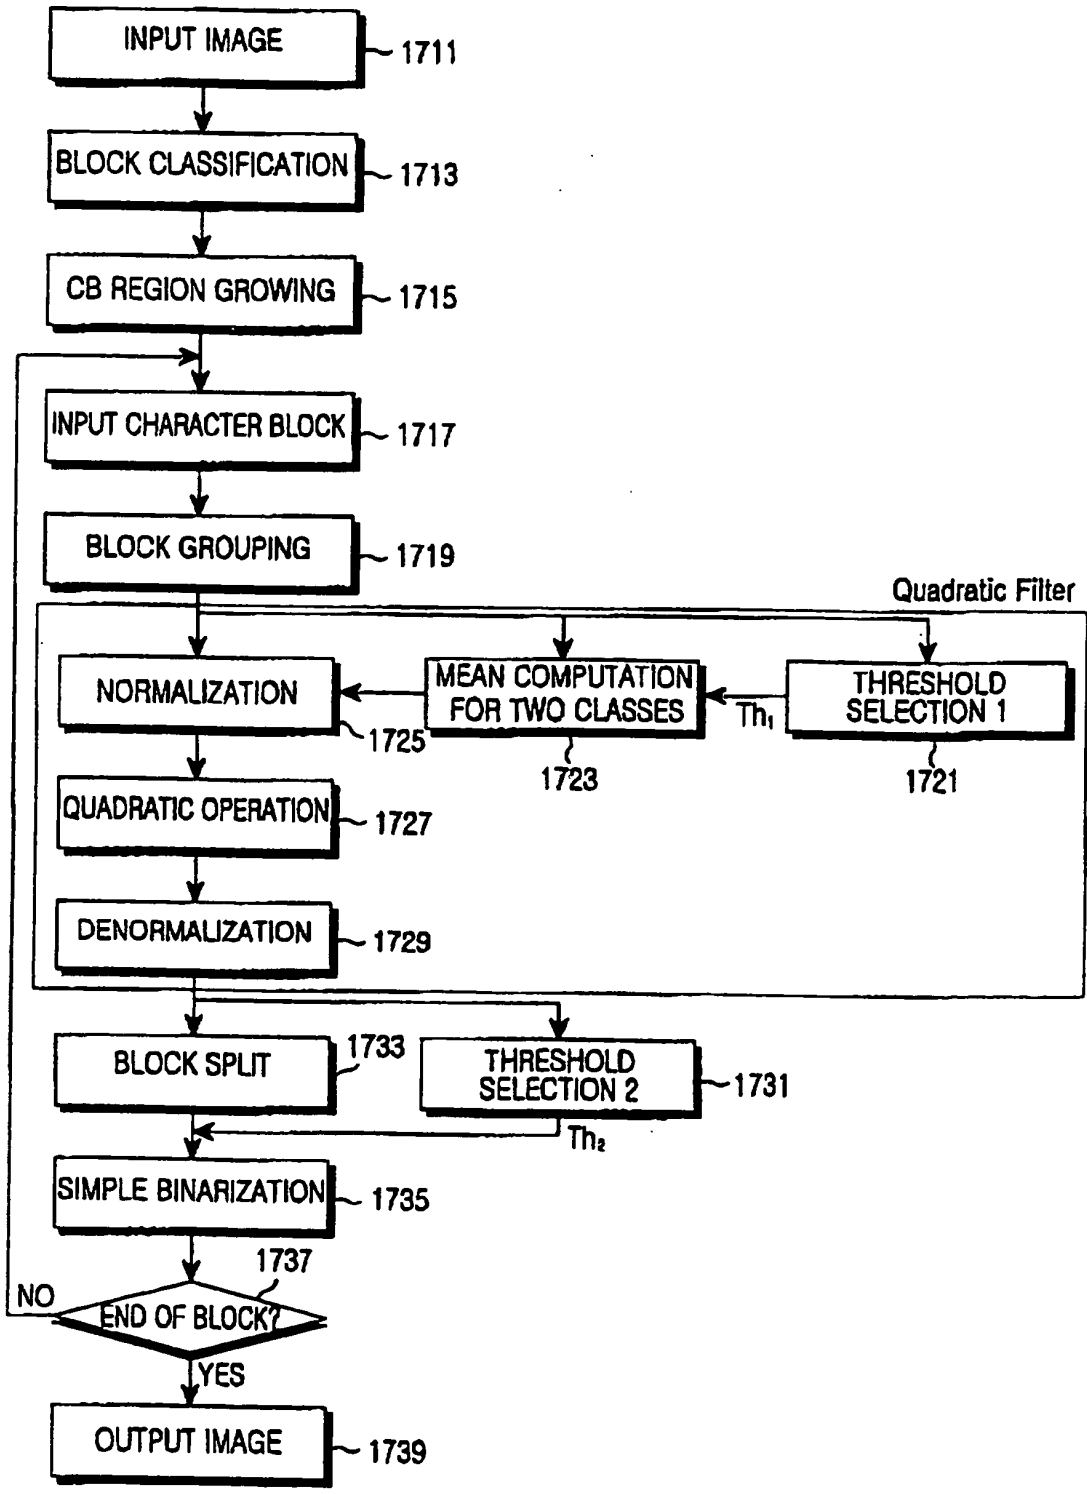 INPUT IMAGE
1711
BLOCK CLASSIFICATION
1713
CB REGION GROWING
1715
INPUT CHARACTER BLOCK
1717
BLOCK GROUPING
1719
Quadratic Filter
NORMALIZATION
1725
MEAN COMPUTATION
FOR TWO CLASSES
1723
Th₁
THRESHOLD
SELECTION 1
1721
QUADRATIC OPERATION
1727
DENORMALIZATION
1729
BLOCK SPLIT
1733
THRESHOLD
SELECTION 2
1731
Th₂
SIMPLE BINARIZATION
1735
1737
NO
END OF BLOCK?
YES
OUTPUT IMAGE
1739